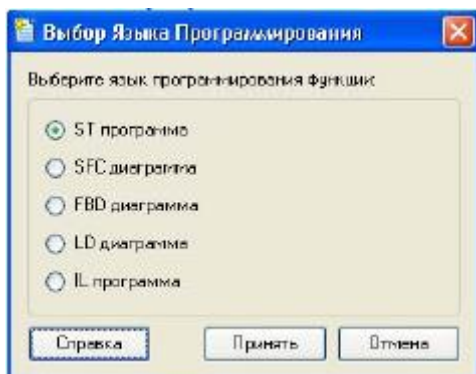 Выбор Языка Программирования
Выберите язык программирования функции:
ST программа
SFC диаграмма
FBD диаграмма
LD диаграмма
IL программа
Справка Принять Отмена